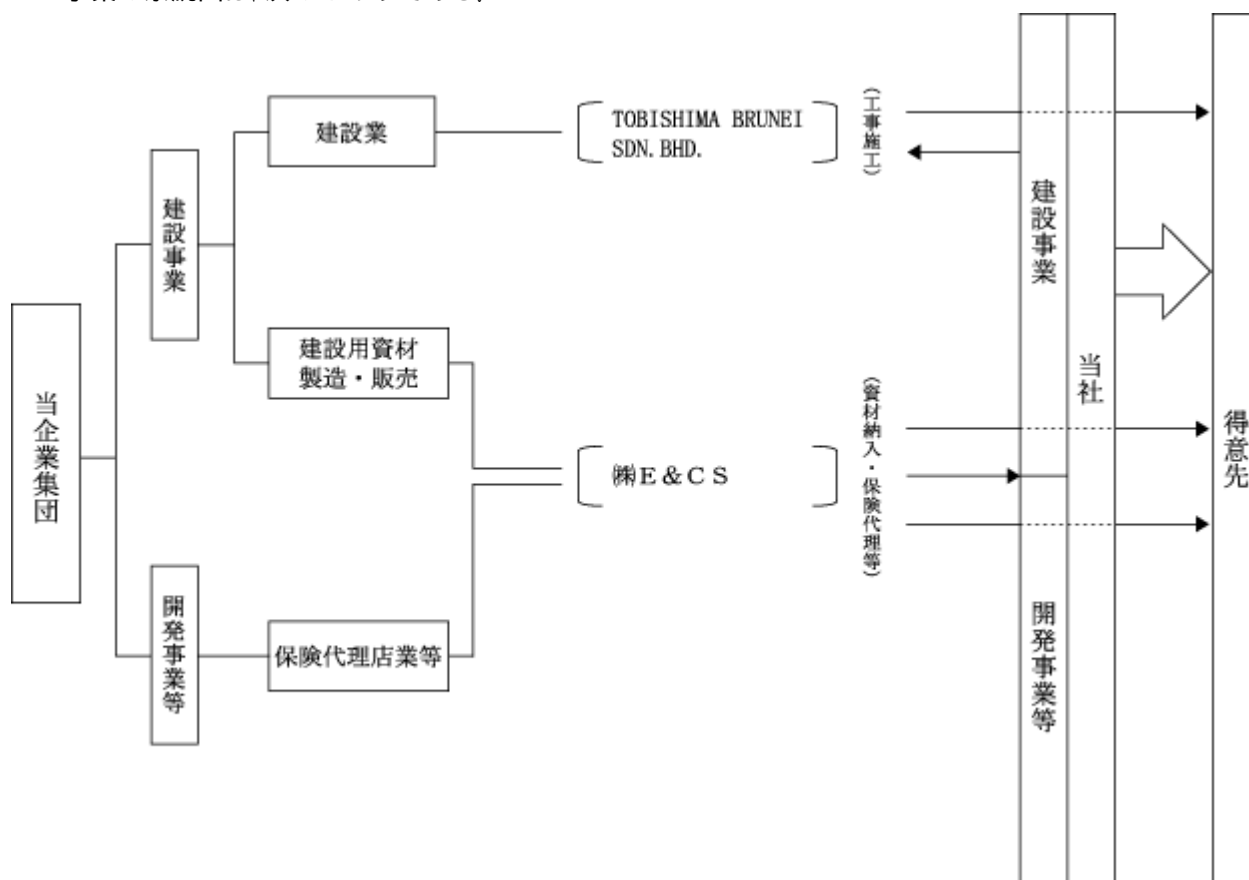 当企業集団
建設事業
開発事業等
建設業
建設用資材
製造・販売
保険代理店業等
TOBISHIMA BRUNEI
SDN. BHD.
㈱E&CS
(工事施工)
(資材納入・保険代理等)
建設事業
開発事業等
当社
得意先